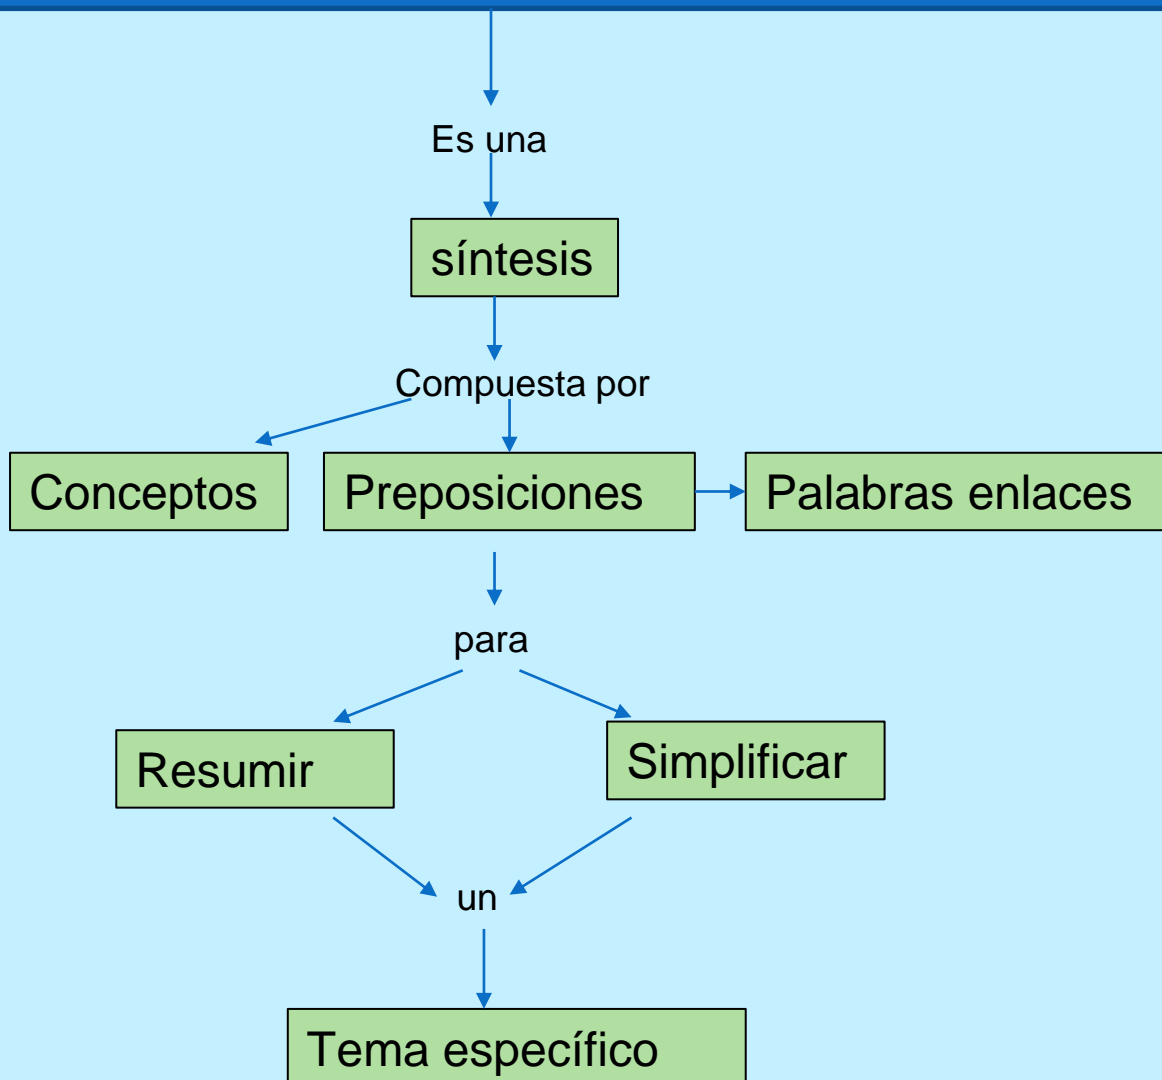 Es una
síntesis
Compuesta por
Conceptos
Preposiciones
Palabras enlaces
para
Resumir
Simplificar
un
Tema específico